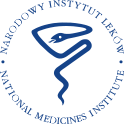 NARODOWY INSTYTUT LEKÓW
NATIONAL MEDICINES INSTITUTE